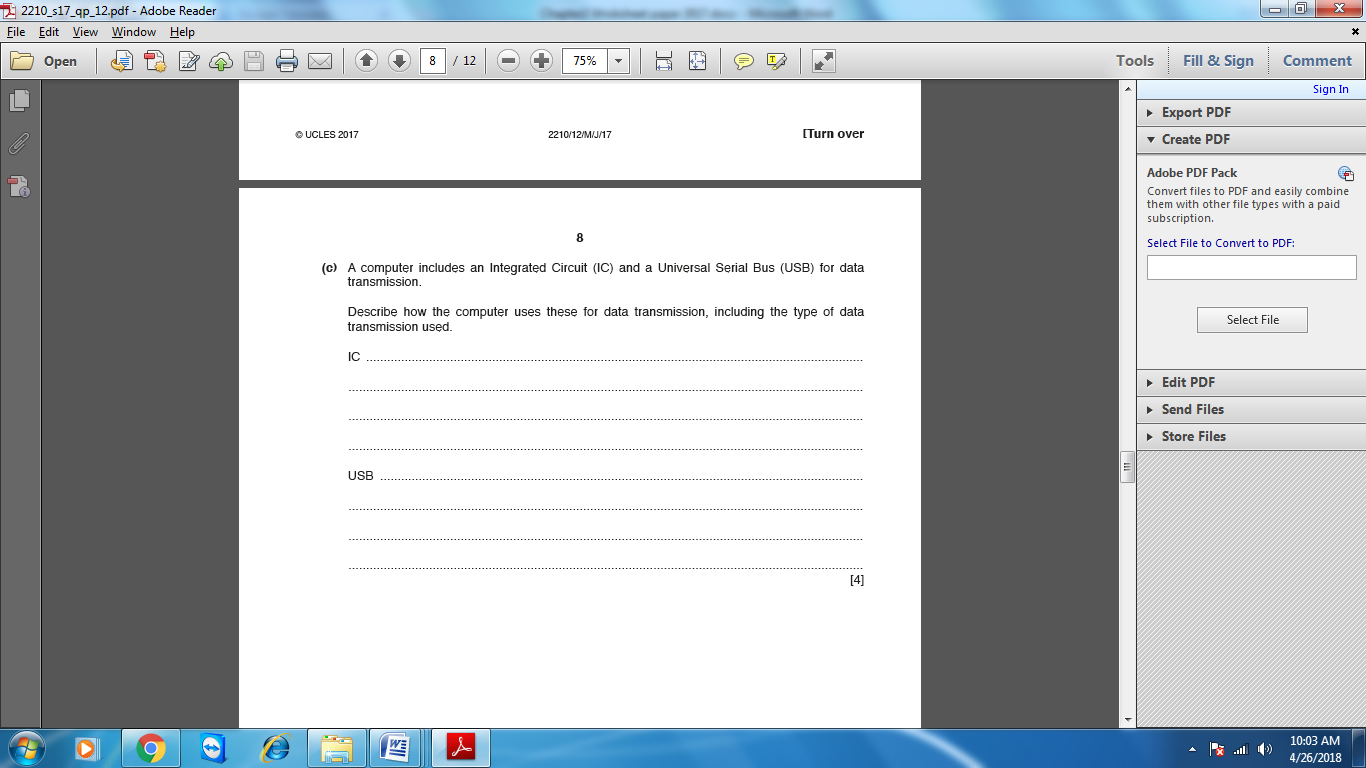 2210_s17_qp_12.pdf - Adobe Reader
File Edit View Window Help
Open 8 / 12 75% Tools Fill & Sign Comment
Sign In
Export PDF
Create PDF
Adobe PDF Pack
Convert files to PDF and easily combine
them with other file types with a paid
subscription.
Select File to Convert to PDF:
Select File
Edit PDF
Send Files
Store Files
© UCLES 2017 2210/12/M/J/17 [Turn over
8
(c) A computer includes an Integrated Circuit (IC) and a Universal Serial Bus (USB) for data
transmission.
Describe how the computer uses these for data transmission, including the type of data
transmission used.
IC
USB
[4]
10:03 AM
4/26/2018